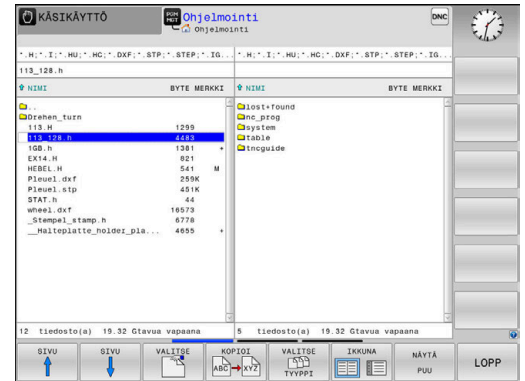 KÄSIKÄYTTÖ
PGM MGT Ohjelmointi
Ohjelmointi
DNC
*.H;*.I;*.HU;*.HC;*.DXF;*.STP;*.STEP;*.IG...
*.H;*.I;*.HU;*.HC;*.DXF;*.STP;*.STEP;*.IG...
113_128.h
NIMI BYTE MERKKI
NIMI BYTE MERKKI
..
Drehen_turn
113.H 1299
113_128.h 4483
1GB.h 1381 +
EX14.H 821
HEBEL.H 541 M
Pleuel.dxf 259K
Pleuel.stp 451K
STAT.h 44
wheel.dxf 16573
_Stempel_stamp.h 6778
__Halteplatte_holder_pla... 4655 +
lost+found
nc_prog
system
table
tncguide
12 tiedosto(a) 19.32 Gtavua vapaana
5 tiedosto(a) 19.32 Gtavua vapaana
SIVU
SIVU
VALITSE
KOPIOI
ABC XYZ
VALITSE
TYYPPI
IKKUNA
NÄYTÄ
PUU
LOPP